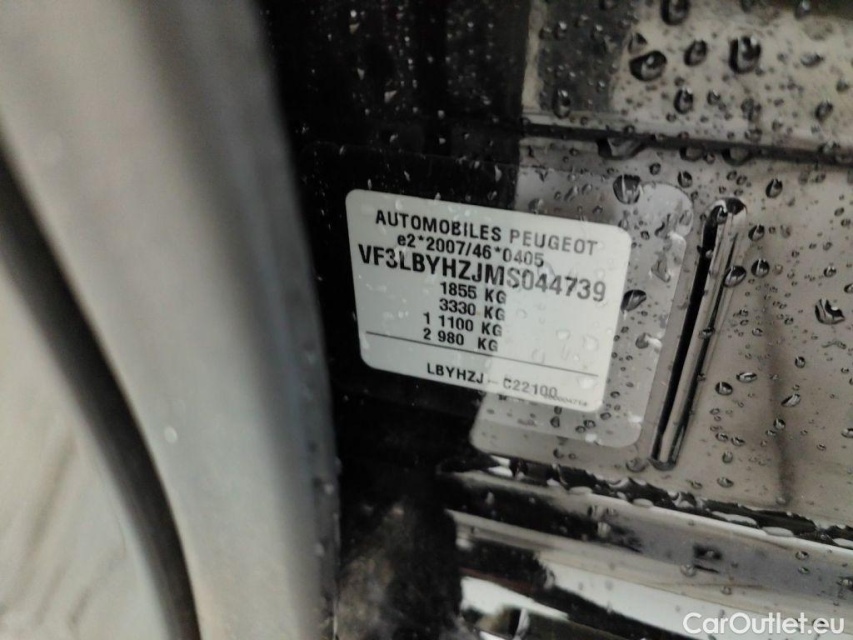 AUTOMOBILES PEUGEOT
e2*2007/46*0405
VF3LBYHZJMS044739
1855 KG
3330 KG
1 1100 KG
2 980 KG
LBYHZJ - C22100
CarOutlet.eu